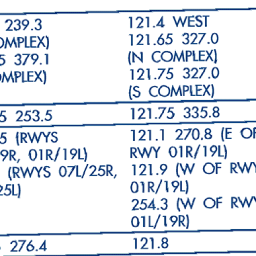 239.3 121.4 WEST
COMPLEX) 121.65 327.0
5 379.1 (N COMPLEX)
OMPLEX) 121.75 327.0
(S COMPLEX)
5 253.5 121.75 335.8
5 (RWYS 121.1 270.8 (E OF
9R, 01R/19L) RWY 01R/19L)
(RWYS 07L/25R, 121.9 (W OF RWY
25L) 01R/19L)
254.3 (W OF RWY
01L/19R)
276.4 121.8